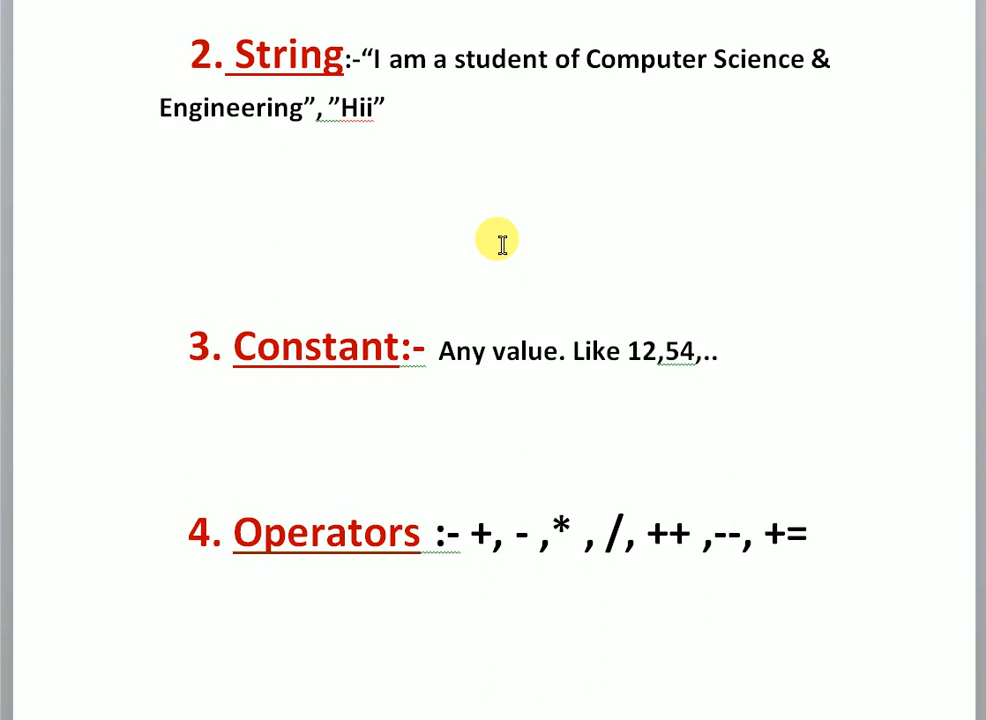 2. String:-“I am a student of Computer Science &
Engineering”, ”Hii”
3. Constant:- Any value. Like 12,54,..
4. Operators :- +, - ,* , /, ++ ,--, +=